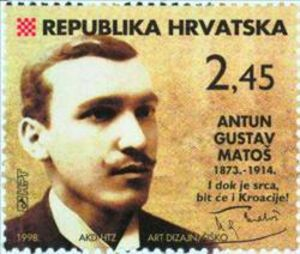 REPUBLIKA HRVATSKA
2,45
ANTUN
GUSTAV
MATOŠ
1873.-1914.
I dok je srca,
bit će i Kroacije!
HPT
1998. AKD HTZ ART DIZAJN